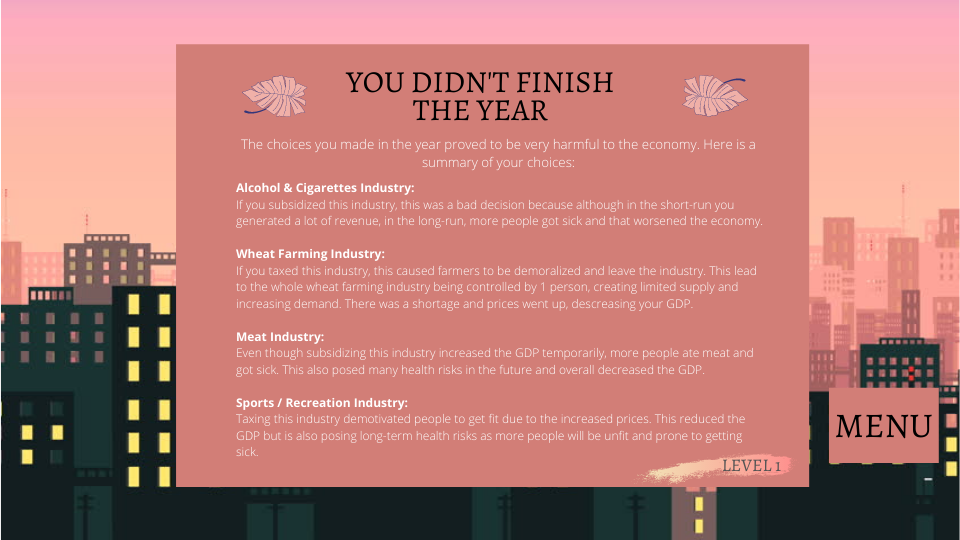 YOU DIDN'T FINISH
THE YEAR
The choices you made in the year proved to be very harmful to the economy. Here is a
summary of your choices:
Alcohol & Cigarettes Industry:
If you subsidized this industry, this was a bad decision because although in the short-run you
generated a lot of revenue, in the long-run, more people got sick and that worsened the economy.
Wheat Farming Industry:
If you taxed this industry, this caused farmers to be demoralized and leave the industry. This lead
to the whole wheat farming industry being controlled by 1 person, creating limited supply and
increasing demand. There was a shortage and prices went up, descreasing your GDP.
Meat Industry:
Even though subsidizing this industry increased the GDP temporarily, more people ate meat and
got sick. This also posed many health risks in the future and overall decreased the GDP.
Sports / Recreation Industry:
Taxing this industry demotivated people to get fit due to the increased prices. This reduced the
GDP but is also posing long-term health risks as more people will be unfit and prone to getting
sick.
LEVEL 1
MENU